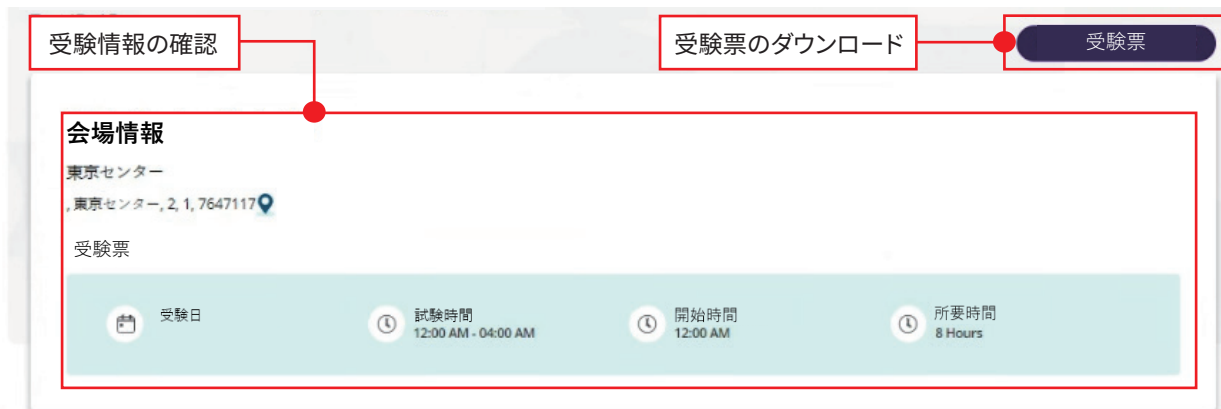 受験情報の確認
受験票のダウンロード
受験票
会場情報
東京センター
, 東京センター, 2, 1, 7647117
受験票
受験日
試験時間
12:00 AM - 04:00 AM
開始時間
12:00 AM
所要時間
8 Hours